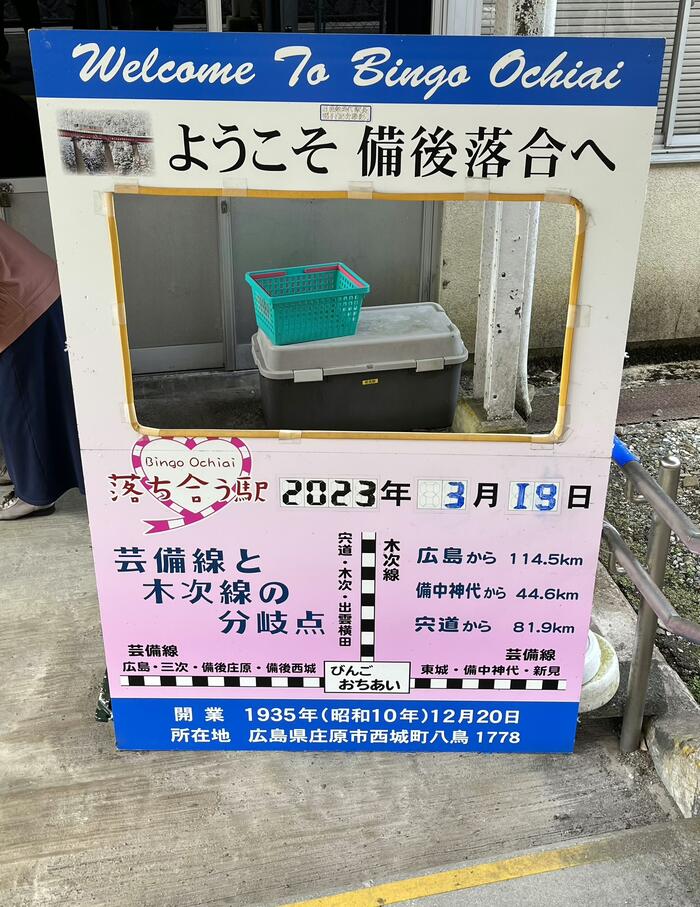 Welcome To Bingo Ochiai
ようこそ 備後落合へ
Bingo Ochiai
落ち合う駅
2023年 3月 19日
芸備線と
木次線の
分岐点
宍道・木次・出雲横田
木次線
広島から 114.5km
備中神代から 44.6km
宍道から 81.9km
芸備線
広島・三次・備後庄原・備後西城
びんご
おちあい
芸備線
東城・備中神代・新見
開業 1935年(昭和10年)12月20日
所在地 広島県庄原市西城町八鳥1778